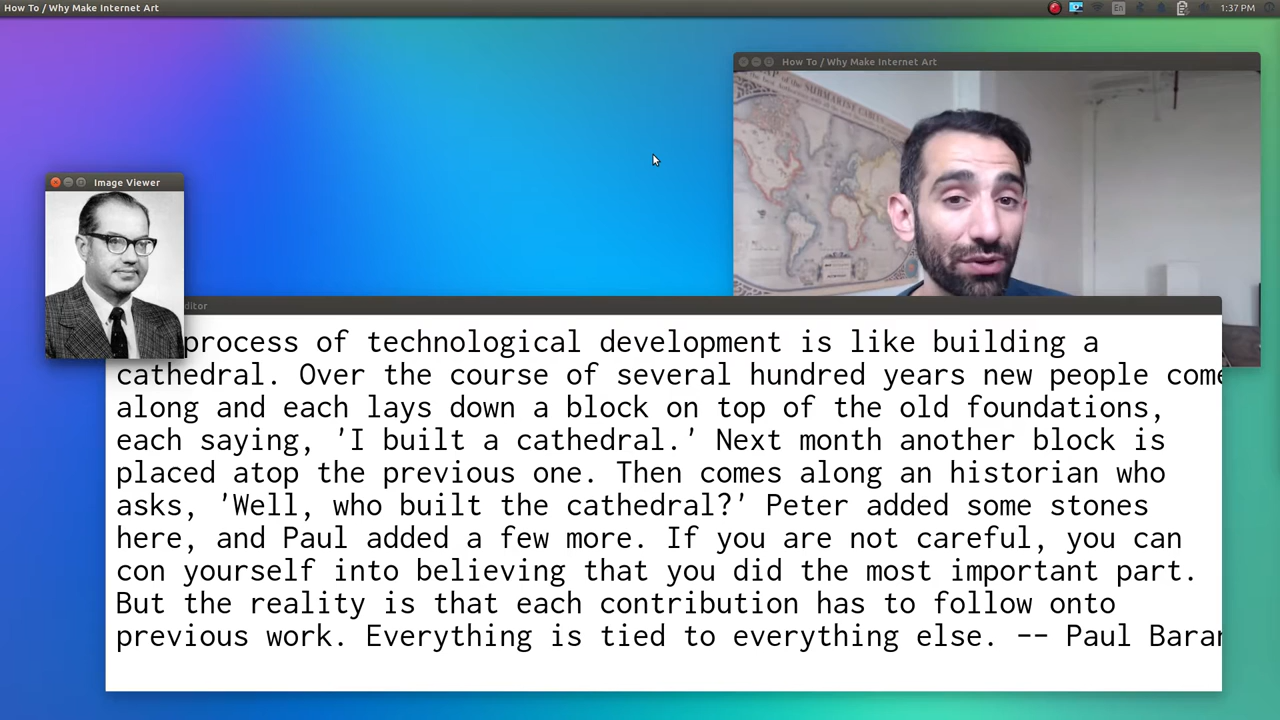 How To / Why Make Internet Art
En
1:37 PM
How To / Why Make Internet Art
Image Viewer
ditor
process of technological development is like building a
cathedral. Over the course of several hundred years new people come
along and each lays down a block on top of the old foundations,
each saying, 'I built a cathedral.' Next month another block is
placed atop the previous one. Then comes along an historian who
asks, 'Well, who built the cathedral?' Peter added some stones
here, and Paul added a few more. If you are not careful, you can
con yourself into believing that you did the most important part.
But the reality is that each contribution has to follow onto
previous work. Everything is tied to everything else. -- Paul Baran